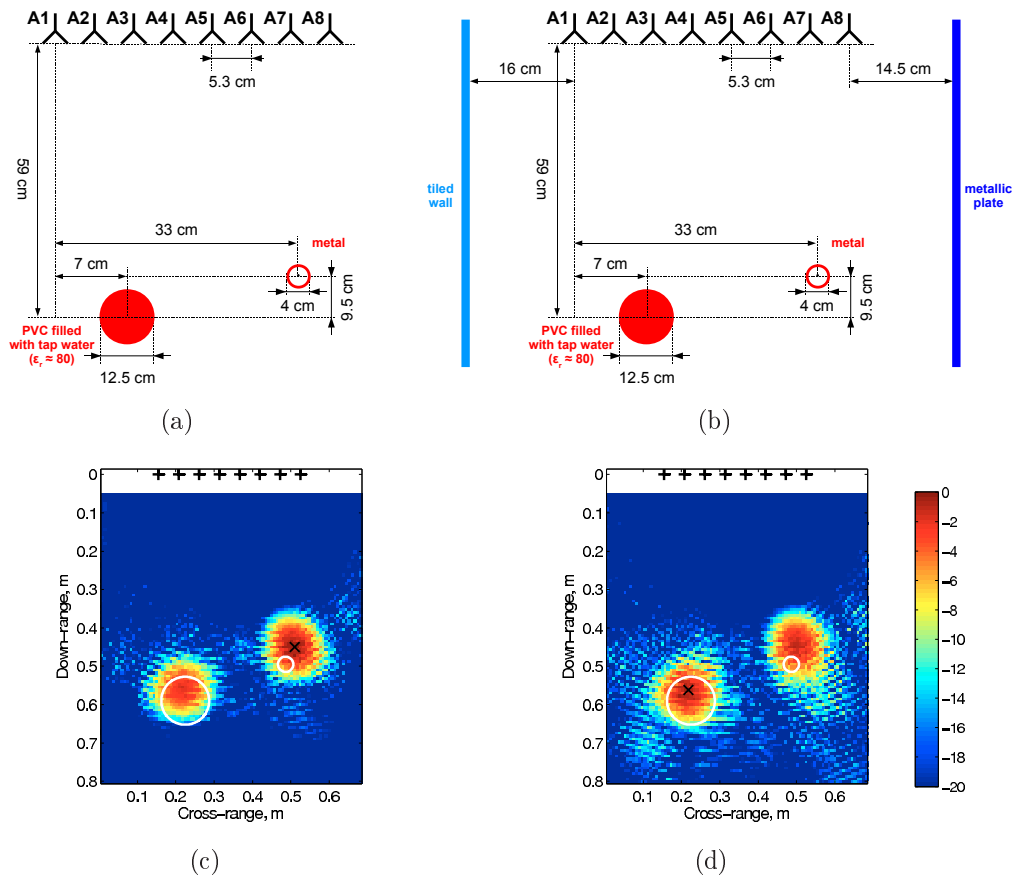 A1 A2 A3 A4 A5 A6 A7 A8
5.3 cm
59 cm
33 cm
metal
7 cm
4 cm
9.5 cm
PVC filled
with tap water
(εr ≈ 80)
12.5 cm
(a)
A1 A2 A3 A4 A5 A6 A7 A8
16 cm
5.3 cm
14.5 cm
tiled
wall
metallic
plate
59 cm
33 cm
metal
7 cm
4 cm
9.5 cm
PVC filled
with tap water
(εr ≈ 80)
12.5 cm
(b)
0
0.1
0.2
0.3
0.4
0.5
0.6
0.7
0.8
Down-range, m
0.1 0.2 0.3 0.4 0.5 0.6
Cross-range, m
(c)
0
0.1
0.2
0.3
0.4
0.5
0.6
0.7
0.8
Down-range, m
0.1 0.2 0.3 0.4 0.5 0.6
Cross-range, m
(d)
0
−2
−4
−6
−8
−10
−12
−14
−16
−18
−20